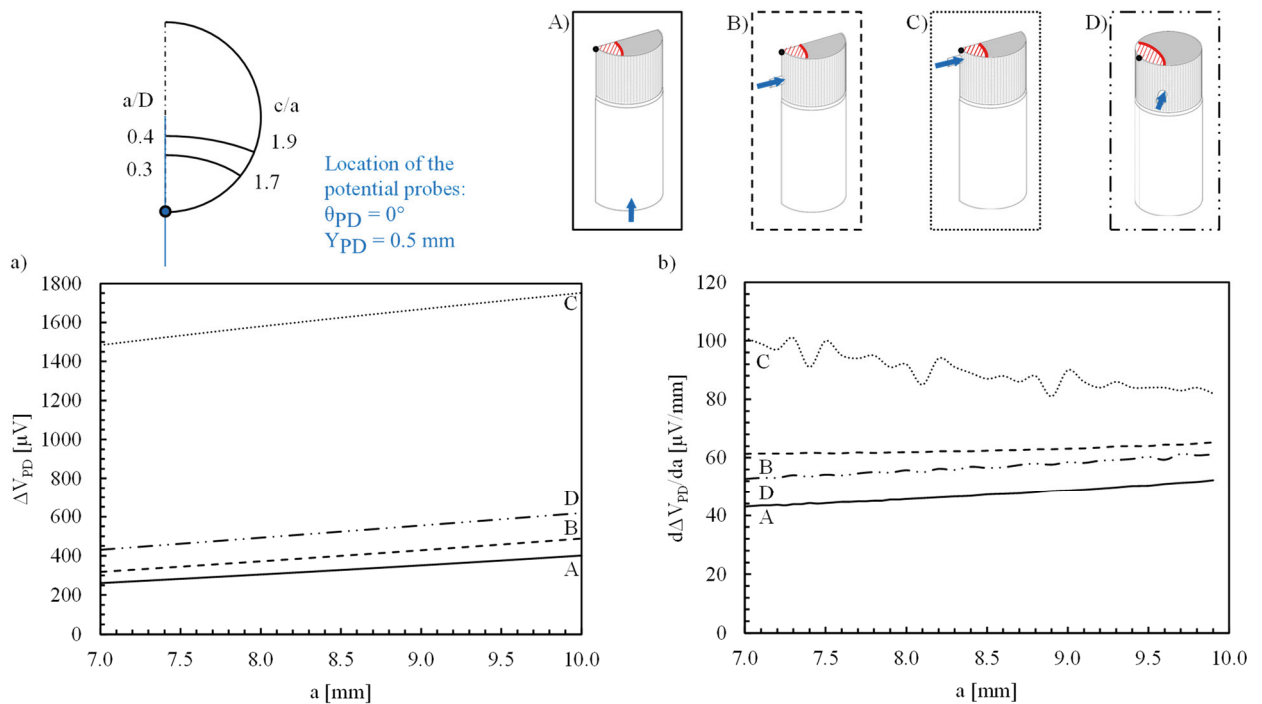 A)
B)
C)
D)
a/D
c/a
0.4
1.9
0.3
1.7
Location of the
potential probes:
θPD = 0°
YPD = 0.5 mm
a)
1800
1600
1400
1200
1000
800
600
400
200
0
ΔVPD [µV]
C
D
B
A
7.0
7.5
8.0
8.5
9.0
9.5
10.0
a [mm]
b)
120
100
80
60
40
20
0
dΔVPD/da [µV/mm]
C
B
D
A
7.0
7.5
8.0
8.5
9.0
9.5
10.0
a [mm]